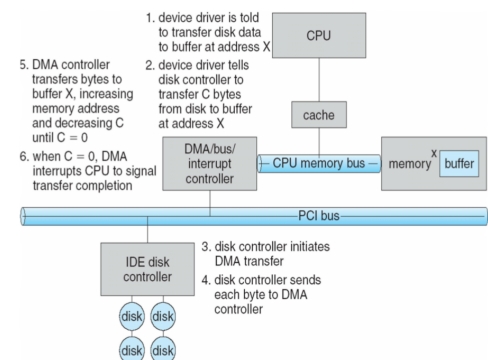 1. device driver is told
to transfer disk data
to buffer at address X
2. device driver tells
disk controller to
transfer C bytes
from disk to buffer
at address X
5. DMA controller
transfers bytes to
buffer X, increasing
memory address
and decreasing C
until C = 0
6. when C = 0, DMA
interrupts CPU to signal
transfer completion
CPU
cache
DMA/bus/
interrupt
controller
CPU memory bus
memory
X
buffer
PCI bus
IDE disk
controller
3. disk controller initiates
DMA transfer
4. disk controller sends
each byte to DMA
controller
disk
disk
disk
disk